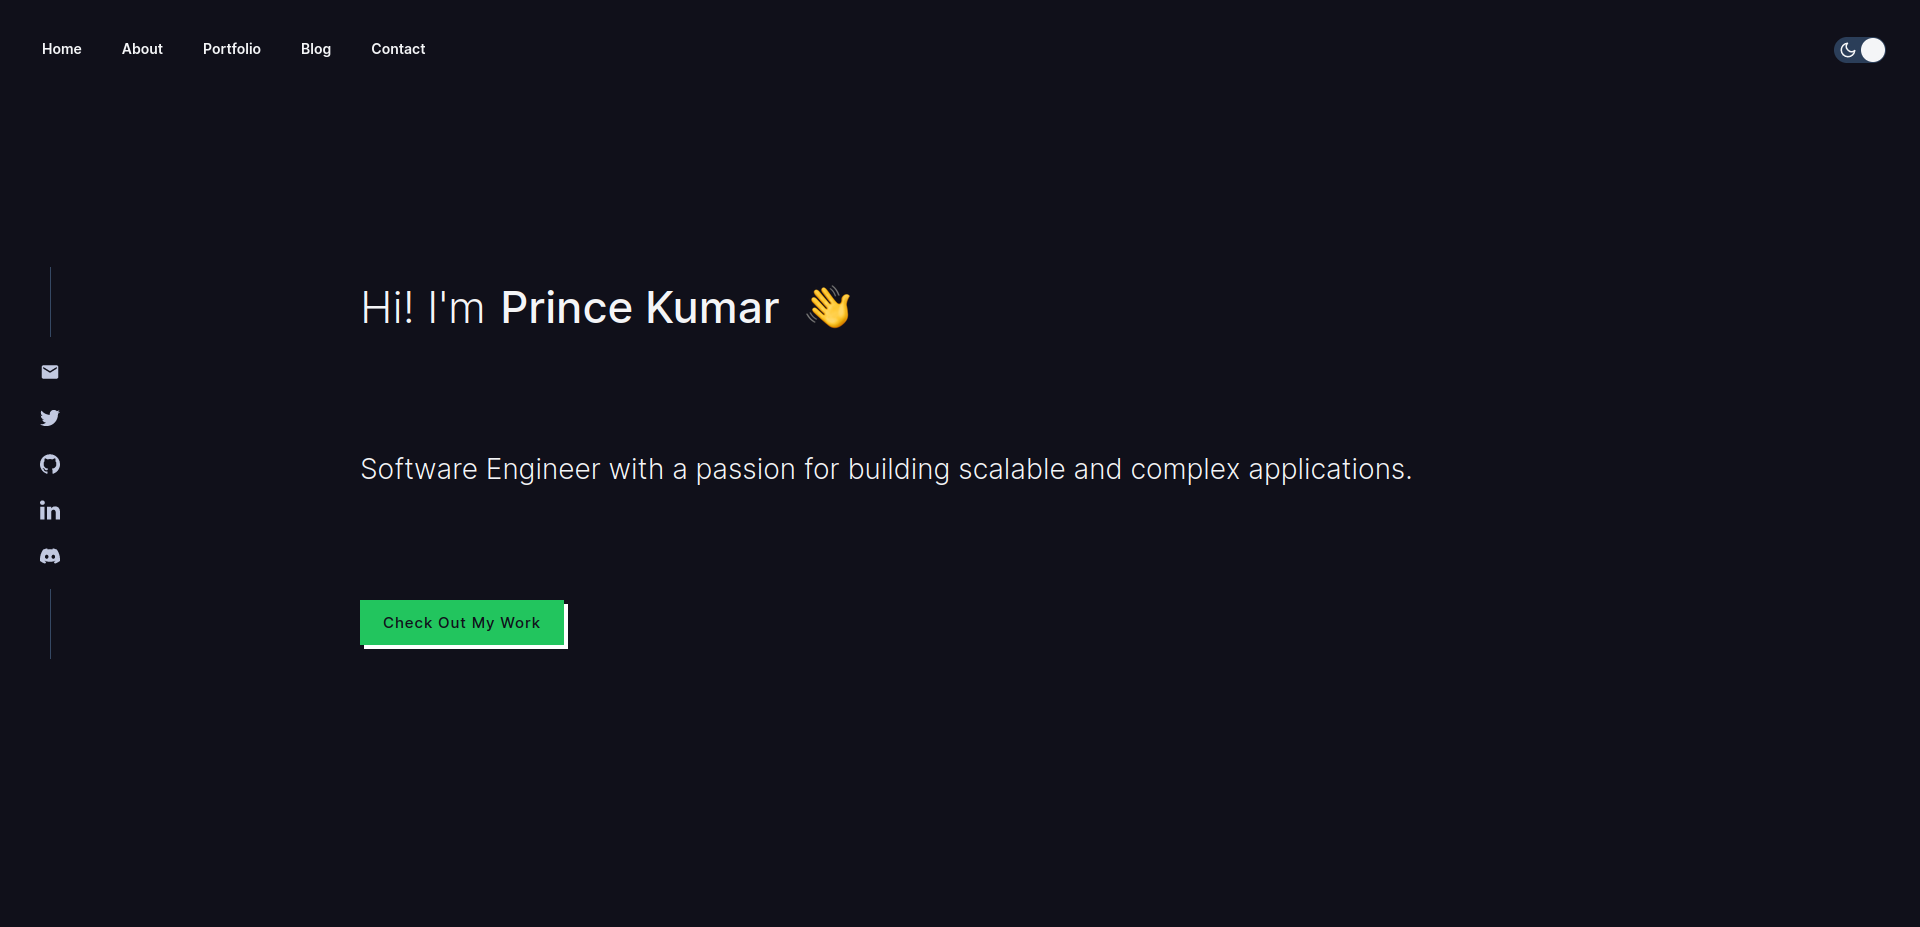 Home About Portfolio Blog Contact
Hi! I'm Prince Kumar 👋
Software Engineer with a passion for building scalable and complex applications.
Check Out My Work